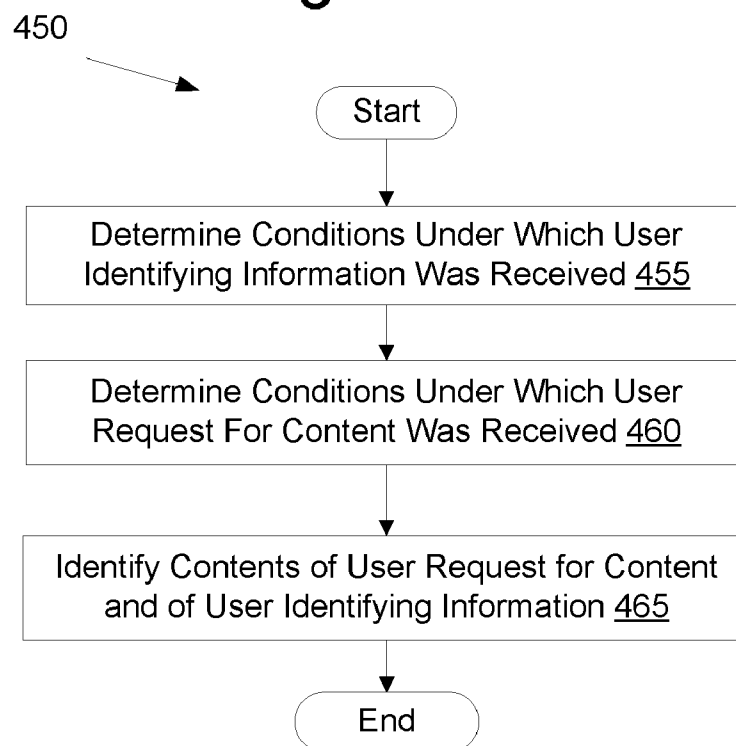 450
Start
Determine Conditions Under Which User
Identifying Information Was Received 455
Determine Conditions Under Which User
Request For Content Was Received 460
Identify Contents of User Request for Content
and of User Identifying Information 465
End